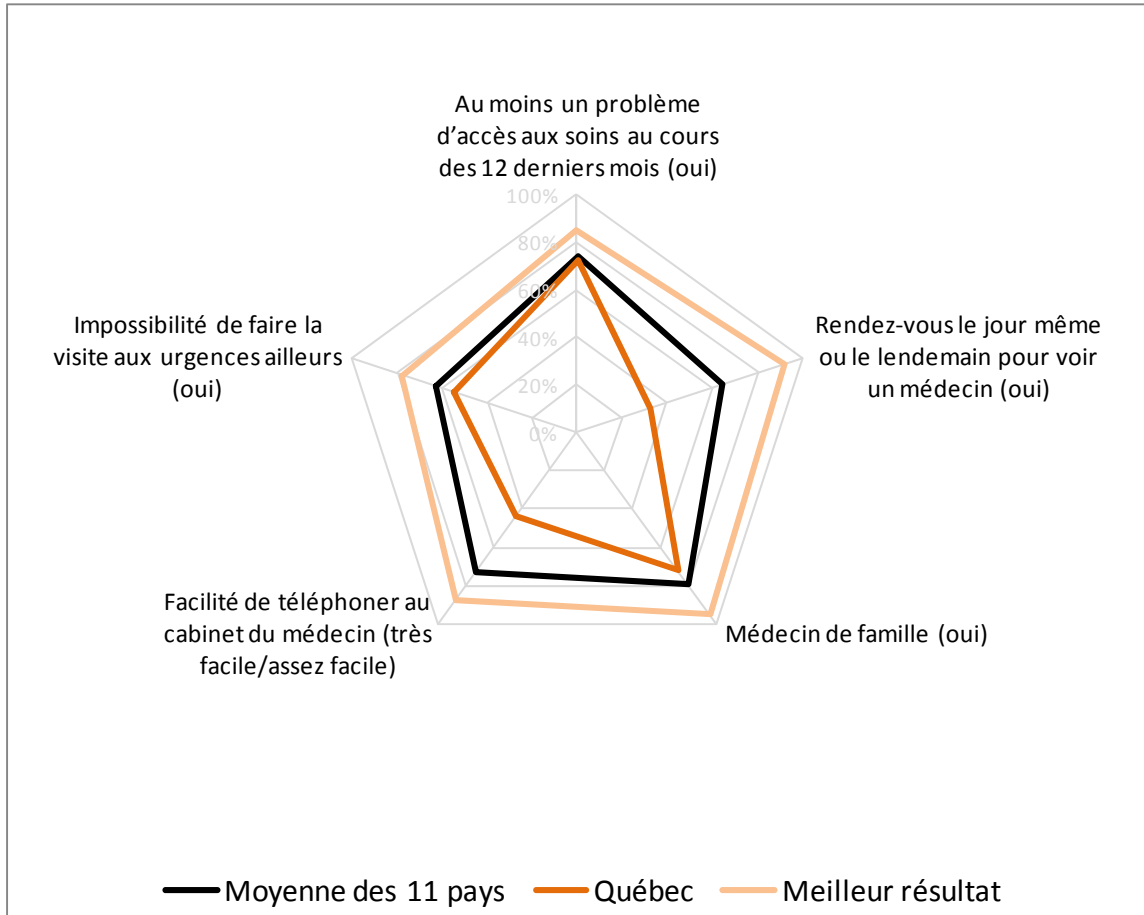 Au moins un problème
d’accès aux soins au cours
des 12 derniers mois (oui)
100%
80%
60%
40%
20%
0%
Rendez-vous le jour même
ou le lendemain pour voir
un médecin (oui)
Médecin de famille (oui)
Facilité de téléphoner au
cabinet du médecin (très
facile/assez facile)
Impossibilité de faire la
visite aux urgences ailleurs
(oui)
Moyenne des 11 pays
Québec
Meilleur résultat